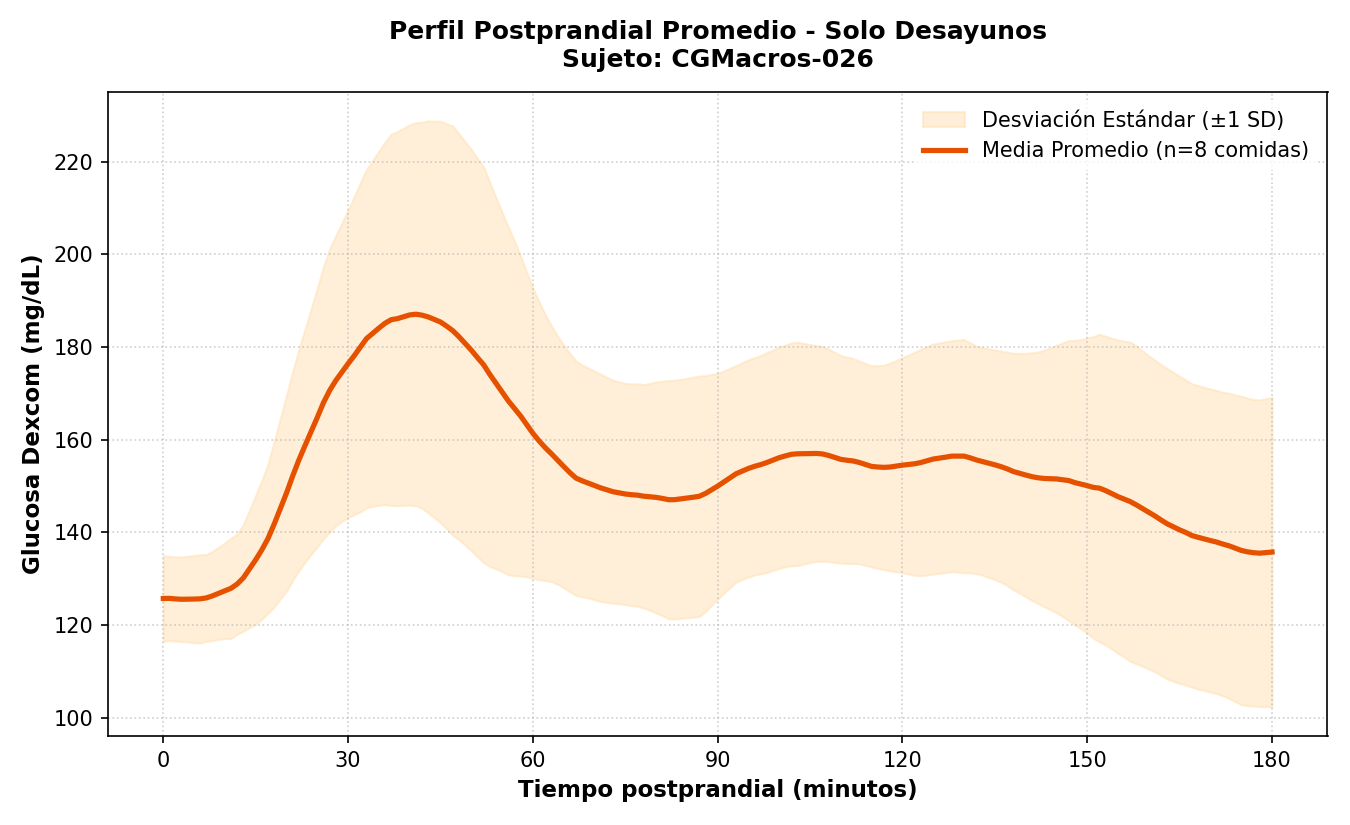 Perfil Postprandial Promedio - Solo Desayunos
Sujeto: CGMacros-026
Desviación Estándar (±1 SD)
Media Promedio (n=8 comidas)
Glucosa Dexcom (mg/dL)
220
200
180
160
140
120
100
0 30 60 90 120 150 180
Tiempo postprandial (minutos)